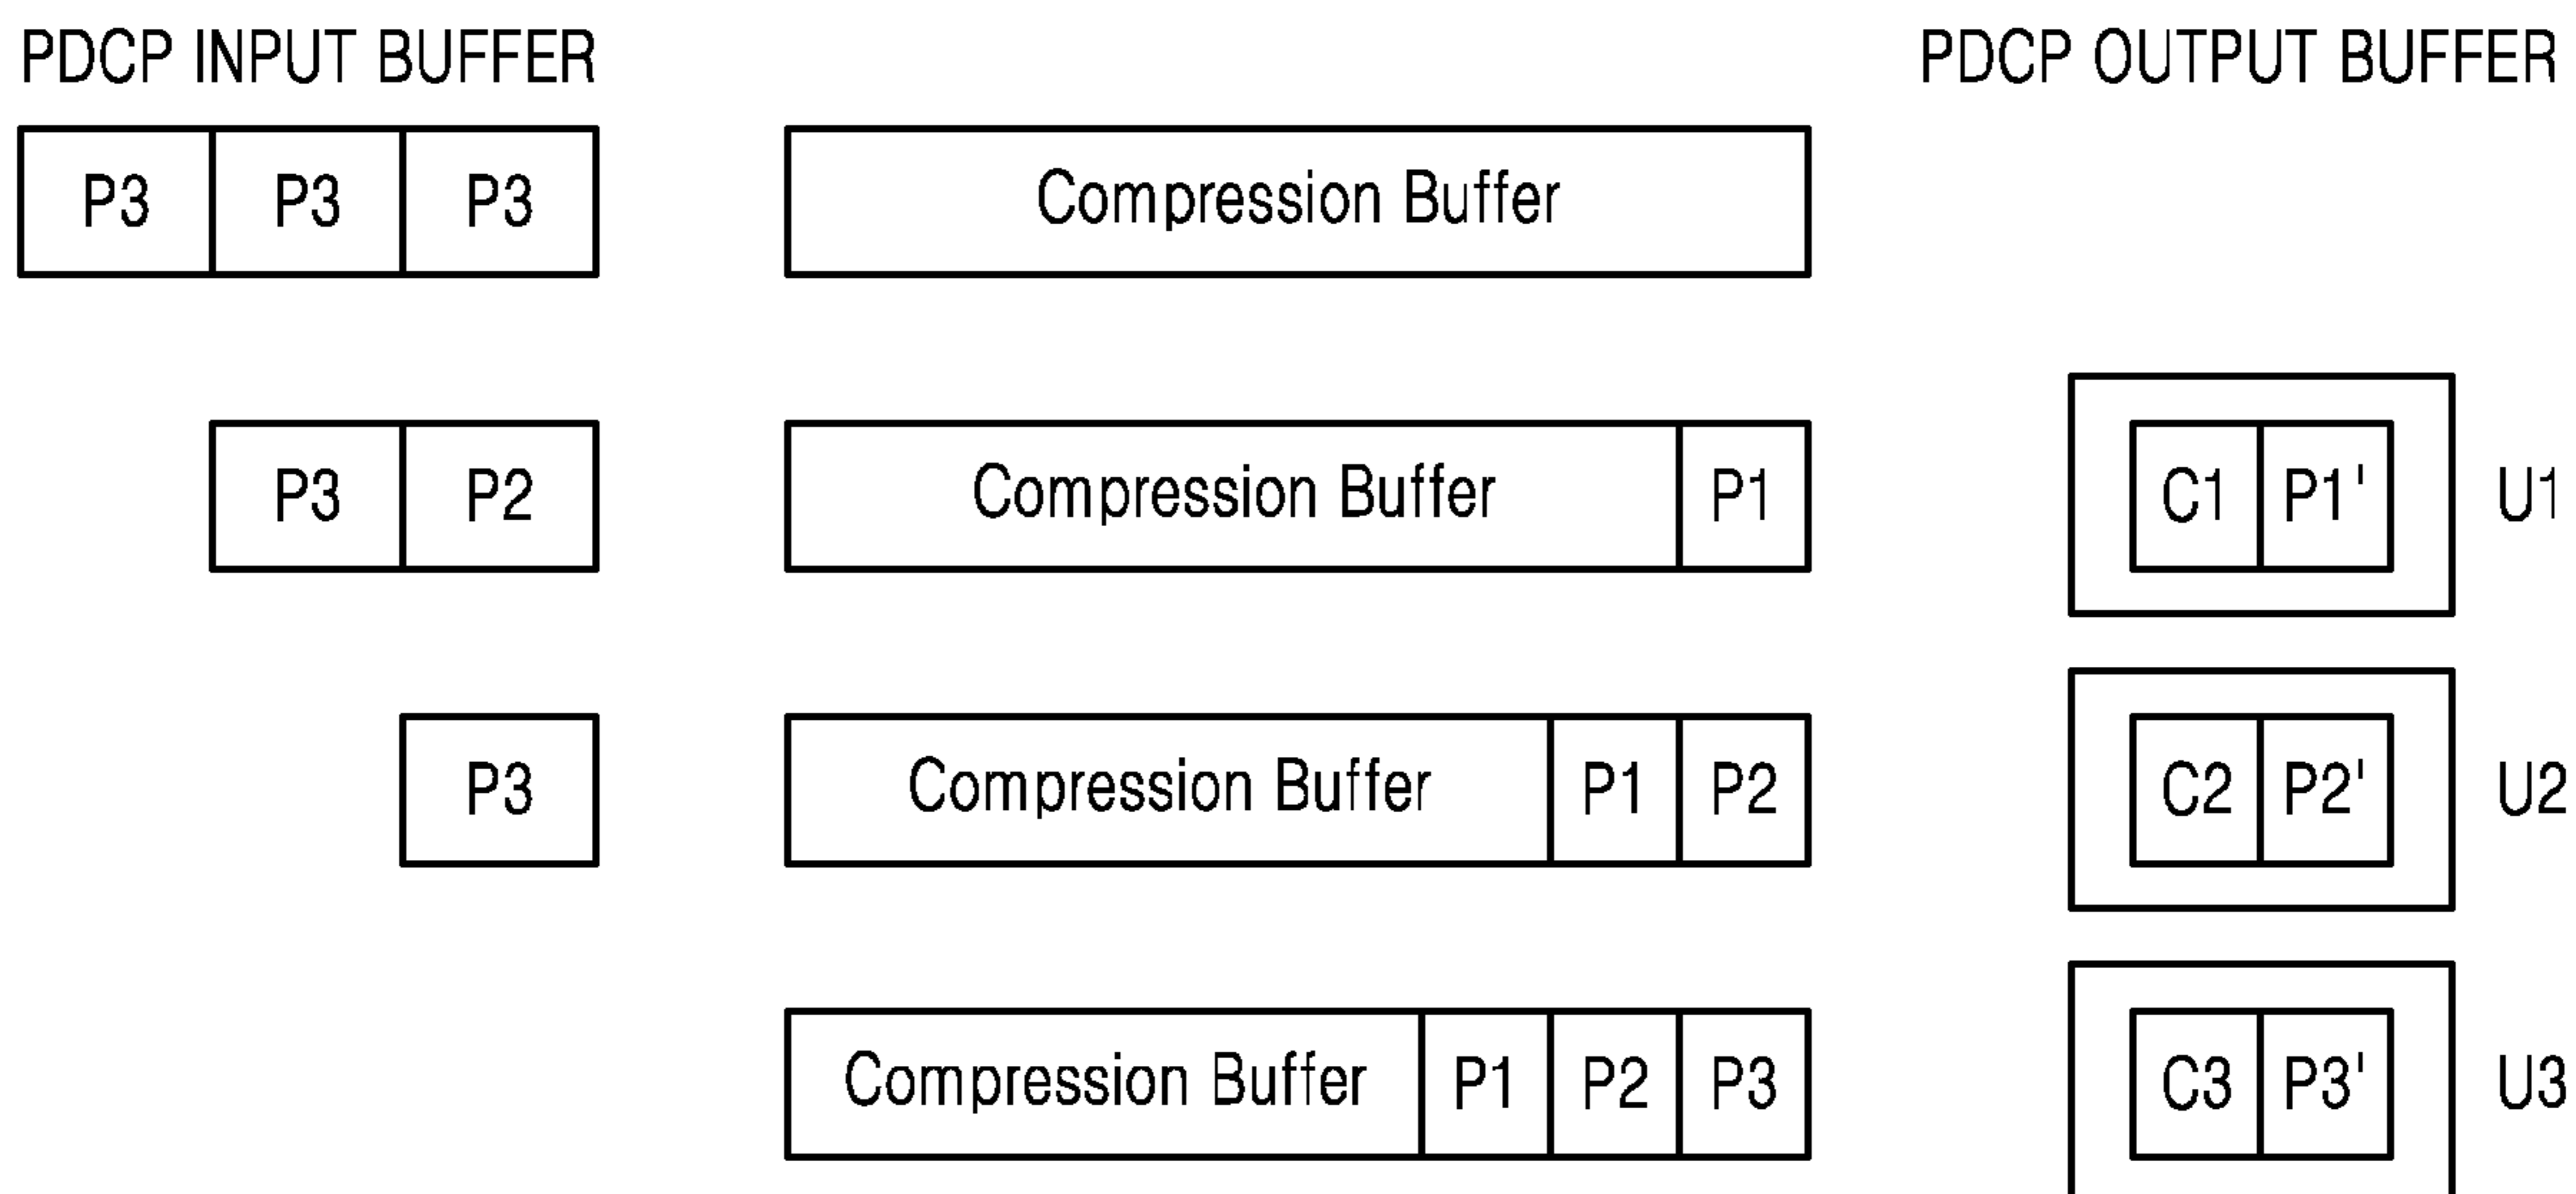 PDCP INPUT BUFFER
PDCP OUTPUT BUFFER
P3 P3 P3 Compression Buffer
P3 P2 Compression Buffer P1 C1 P1' U1
P3 Compression Buffer P1 P2 C2 P2' U2
Compression Buffer P1 P2 P3 C3 P3' U3